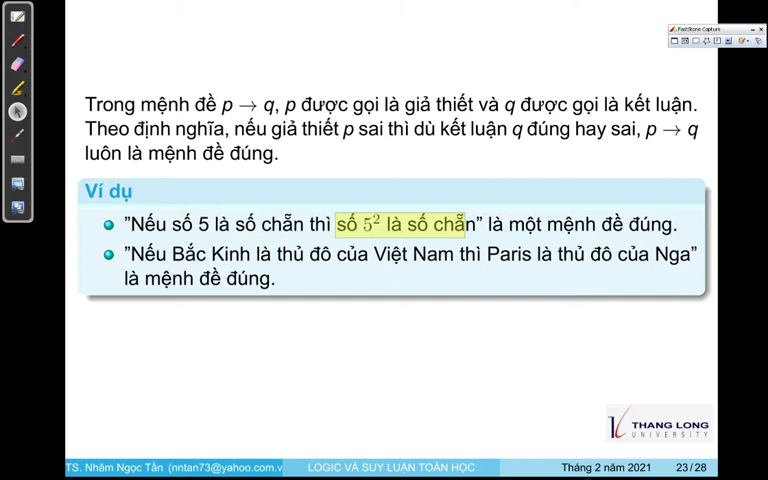 FastStone Capture
Trong mệnh đề p → q, p được gọi là giả thiết và q được gọi là kết luận.
Theo định nghĩa, nếu giả thiết p sai thì dù kết luận q đúng hay sai, p → q
luôn là mệnh đề đúng.
Ví dụ
"Nếu số 5 là số chẵn thì số 5² là số chẵn" là một mệnh đề đúng.
"Nếu Bắc Kinh là thủ đô của Việt Nam thì Paris là thủ đô của Nga"
là mệnh đề đúng.
THANG LONG
UNIVERSITY
TS. Nhâm Ngọc Tần (nntan73@yahoo.com.v
LOGIC VÀ SUY LUẬN TOÁN HỌC
Tháng 2 năm 2021
23 / 28